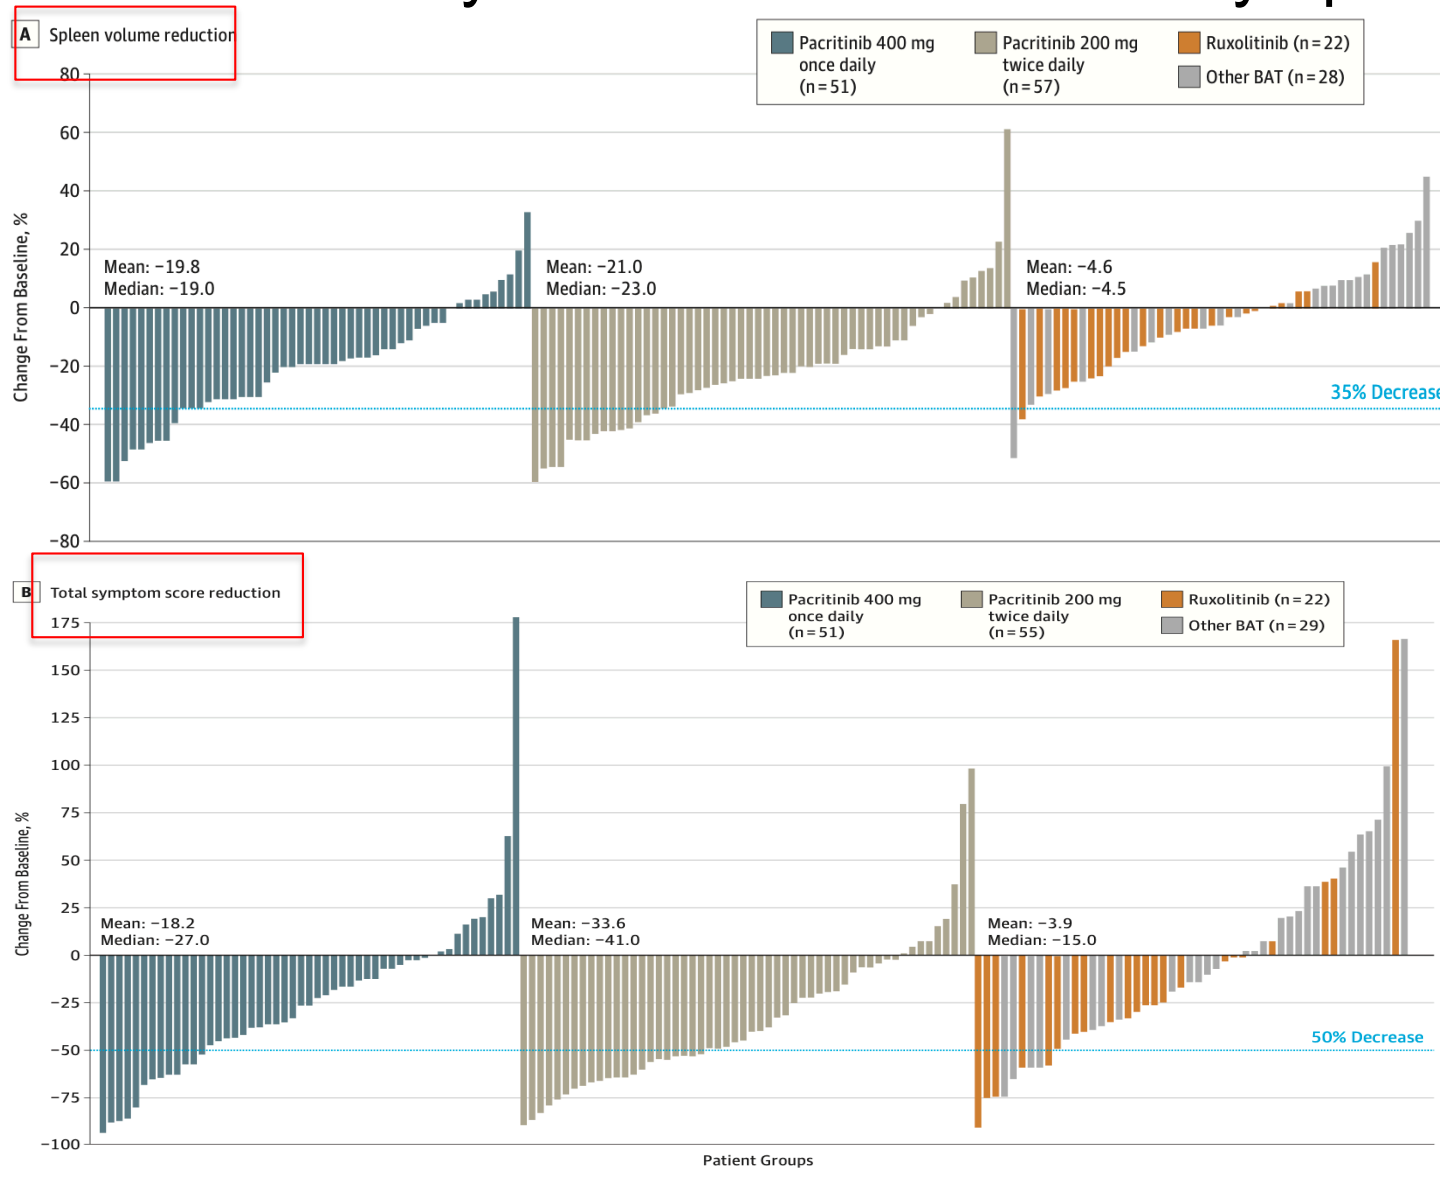 A Spleen volume reduction
Pacritinib 400 mg
once daily
(n=51)
Pacritinib 200 mg
twice daily
(n=57)
Ruxolitinib (n=22)
Other BAT (n=28)
Change From Baseline, %
80
60
40
20
0
−20
−40
−60
−80
Mean: −19.8
Median: −19.0
Mean: −21.0
Median: −23.0
Mean: −4.6
Median: −4.5
35% Decrease
B Total symptom score reduction
Pacritinib 400 mg
once daily
(n=51)
Pacritinib 200 mg
twice daily
(n=55)
Ruxolitinib (n=22)
Other BAT (n=29)
Change From Baseline, %
175
150
125
100
75
50
25
0
−25
−50
−75
−100
Mean: −18.2
Median: −27.0
Mean: −33.6
Median: −41.0
Mean: −3.9
Median: −15.0
50% Decrease
Patient Groups